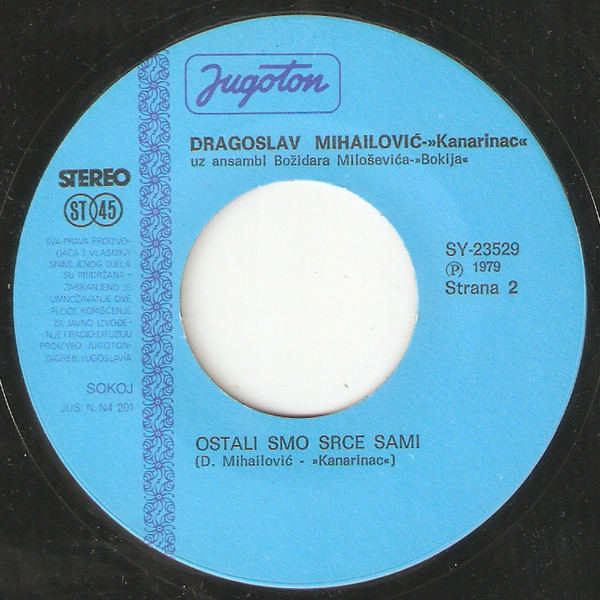 Jugoton
DRAGOSLAV MIHAILOVIĆ-»Kanarinac«
uz ansambl Božidara Miloševića-»Bokija«
STEREO
ST 45
SY-23529
Ⓟ 1979
Strana 2
SVA PRAVA PROIZVO-
ĐAČA I VLASNIKA
SNIMLJENOG DJELA
SU PRIDRŽANA -
ZABRANJENO JE
UMNOŽAVANJE OVE
PLOČE, KORIŠĆENJE
ZA JAVNO IZVOĐE-
NJE I RADIO-DIFUZIJU
PROIZVEO JUGOTON-
ZAGREB, YUGOSLAVIA
SOKOJ
JUS. N. N4 201
OSTALI SMO SRCE SAMI
(D. Mihailović - »Kanarinac«)